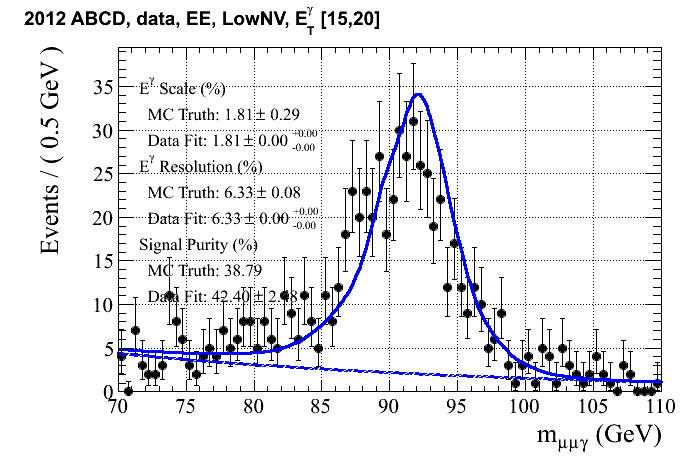 2012 ABCD, data, EE, LowNV, E_T^γ [15,20]
Events / ( 0.5 GeV )
35
30
25
20
15
10
5
0
E^γ Scale (%)
MC Truth: 1.81 ± 0.29
Data Fit: 1.81 ± 0.00 +0.00 -0.00
E^γ Resolution (%)
MC Truth: 6.33 ± 0.08
Data Fit: 6.33 ± 0.00 +0.00 -0.00
Signal Purity (%)
MC Truth: 38.79
Data Fit: 42.40 ± 2.48
70 75 80 85 90 95 100 105 110
m_μμγ (GeV)